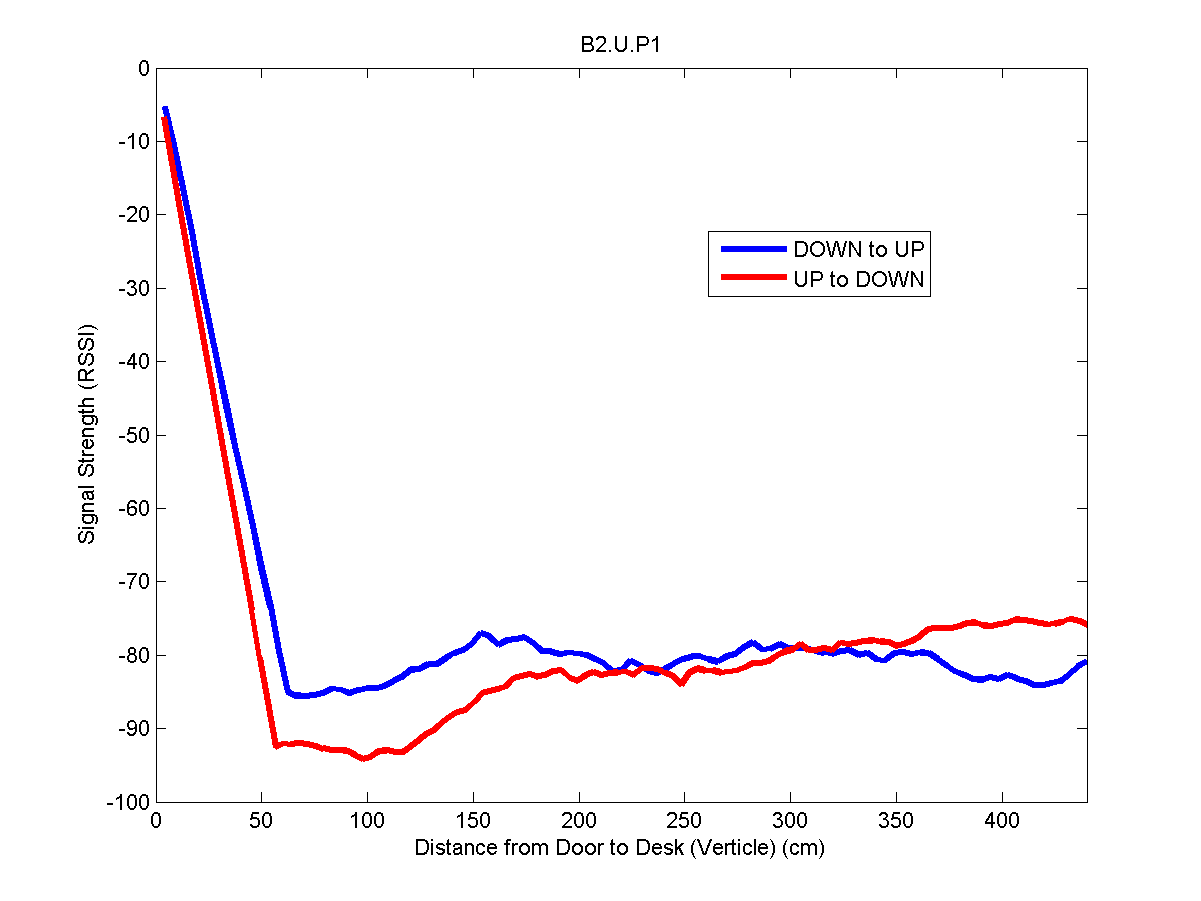 B2.U.P1
0
-10
-20
-30
-40
-50
-60
-70
-80
-90
-100
Signal Strength (RSSI)
DOWN to UP
UP to DOWN
0 50 100 150 200 250 300 350 400
Distance from Door to Desk (Verticle) (cm)